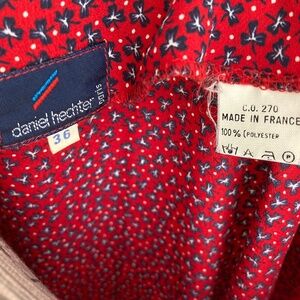 daniel hechter
PARIS
36
C.O. 270
MADE IN FRANCE
100% (POLYESTER